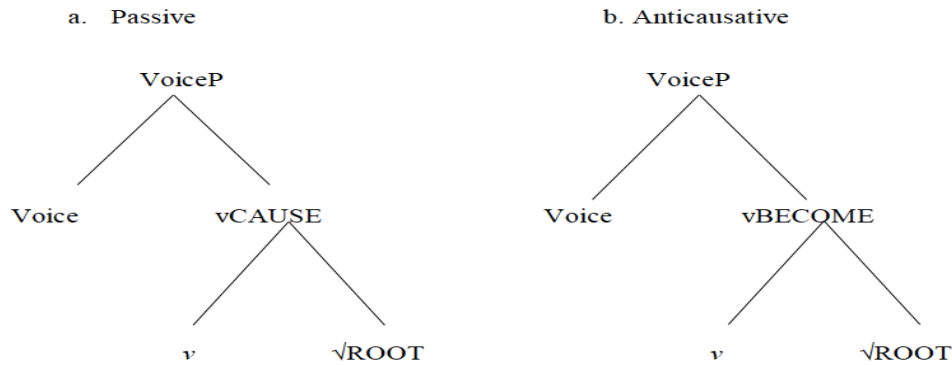 a. Passive b. Anticausative
VoiceP VoiceP
Voice vCAUSE Voice vBECOME
v √ROOT v √ROOT